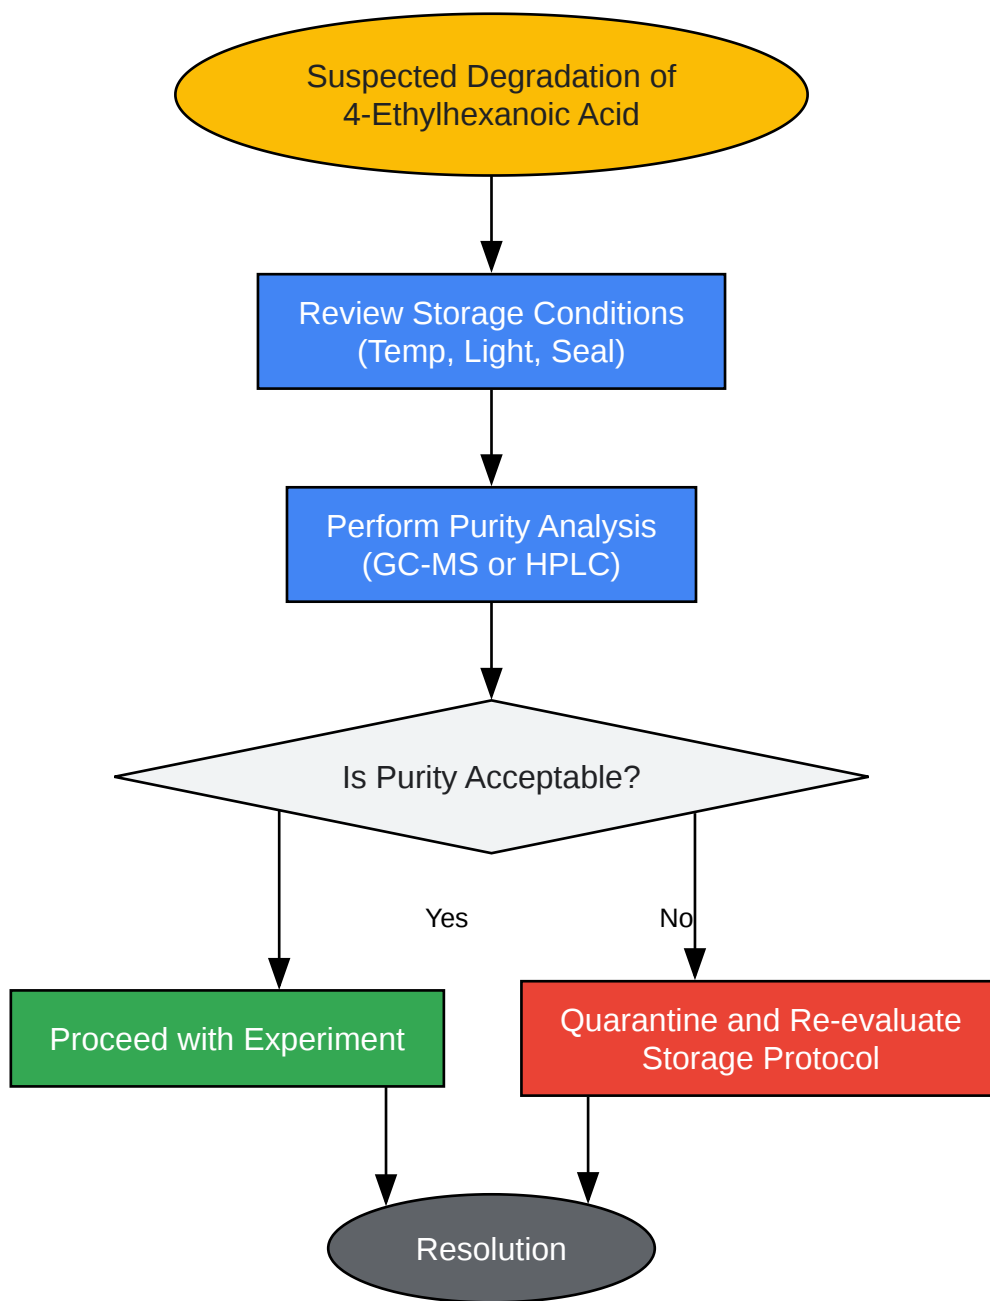 Suspected Degradation of
4-Ethylhexanoic Acid
Review Storage Conditions
(Temp, Light, Seal)
Perform Purity Analysis
(GC-MS or HPLC)
Is Purity Acceptable?
Yes
No
Proceed with Experiment
Quarantine and Re-evaluate
Storage Protocol
Resolution